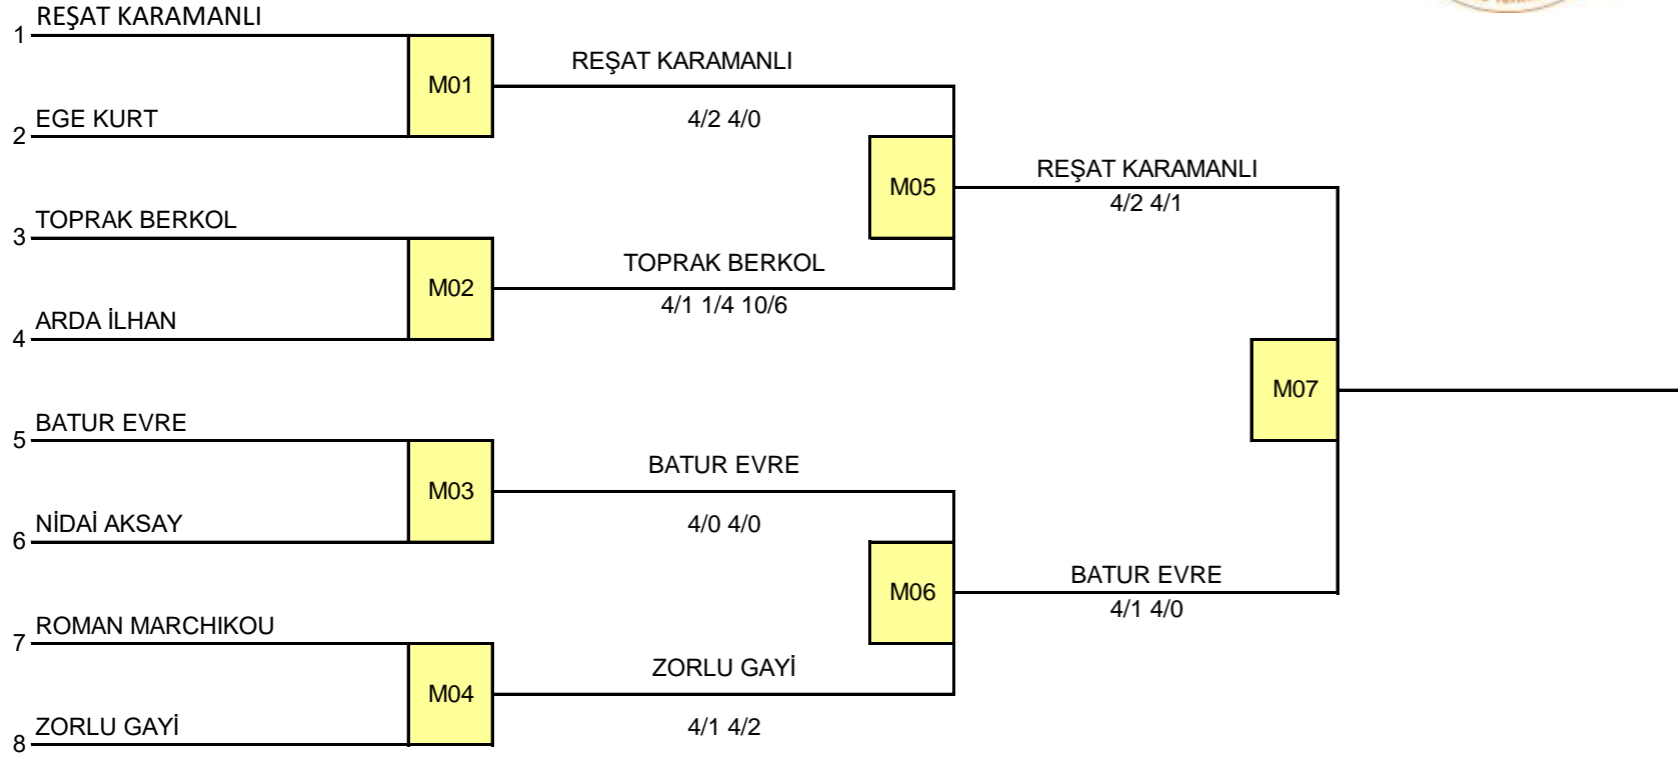 REŞAT KARAMANLI
1
M01
REŞAT KARAMANLI
4/2 4/0
EGE KURT
2
M05
REŞAT KARAMANLI
4/2 4/1
TOPRAK BERKOL
3
M02
TOPRAK BERKOL
4/1 1/4 10/6
ARDA İLHAN
4
M07
BATUR EVRE
5
M03
BATUR EVRE
4/0 4/0
NİDAİ AKSAY
6
M06
BATUR EVRE
4/1 4/0
ROMAN MARCHIKOU
7
M04
ZORLU GAYİ
4/1 4/2
ZORLU GAYİ
8